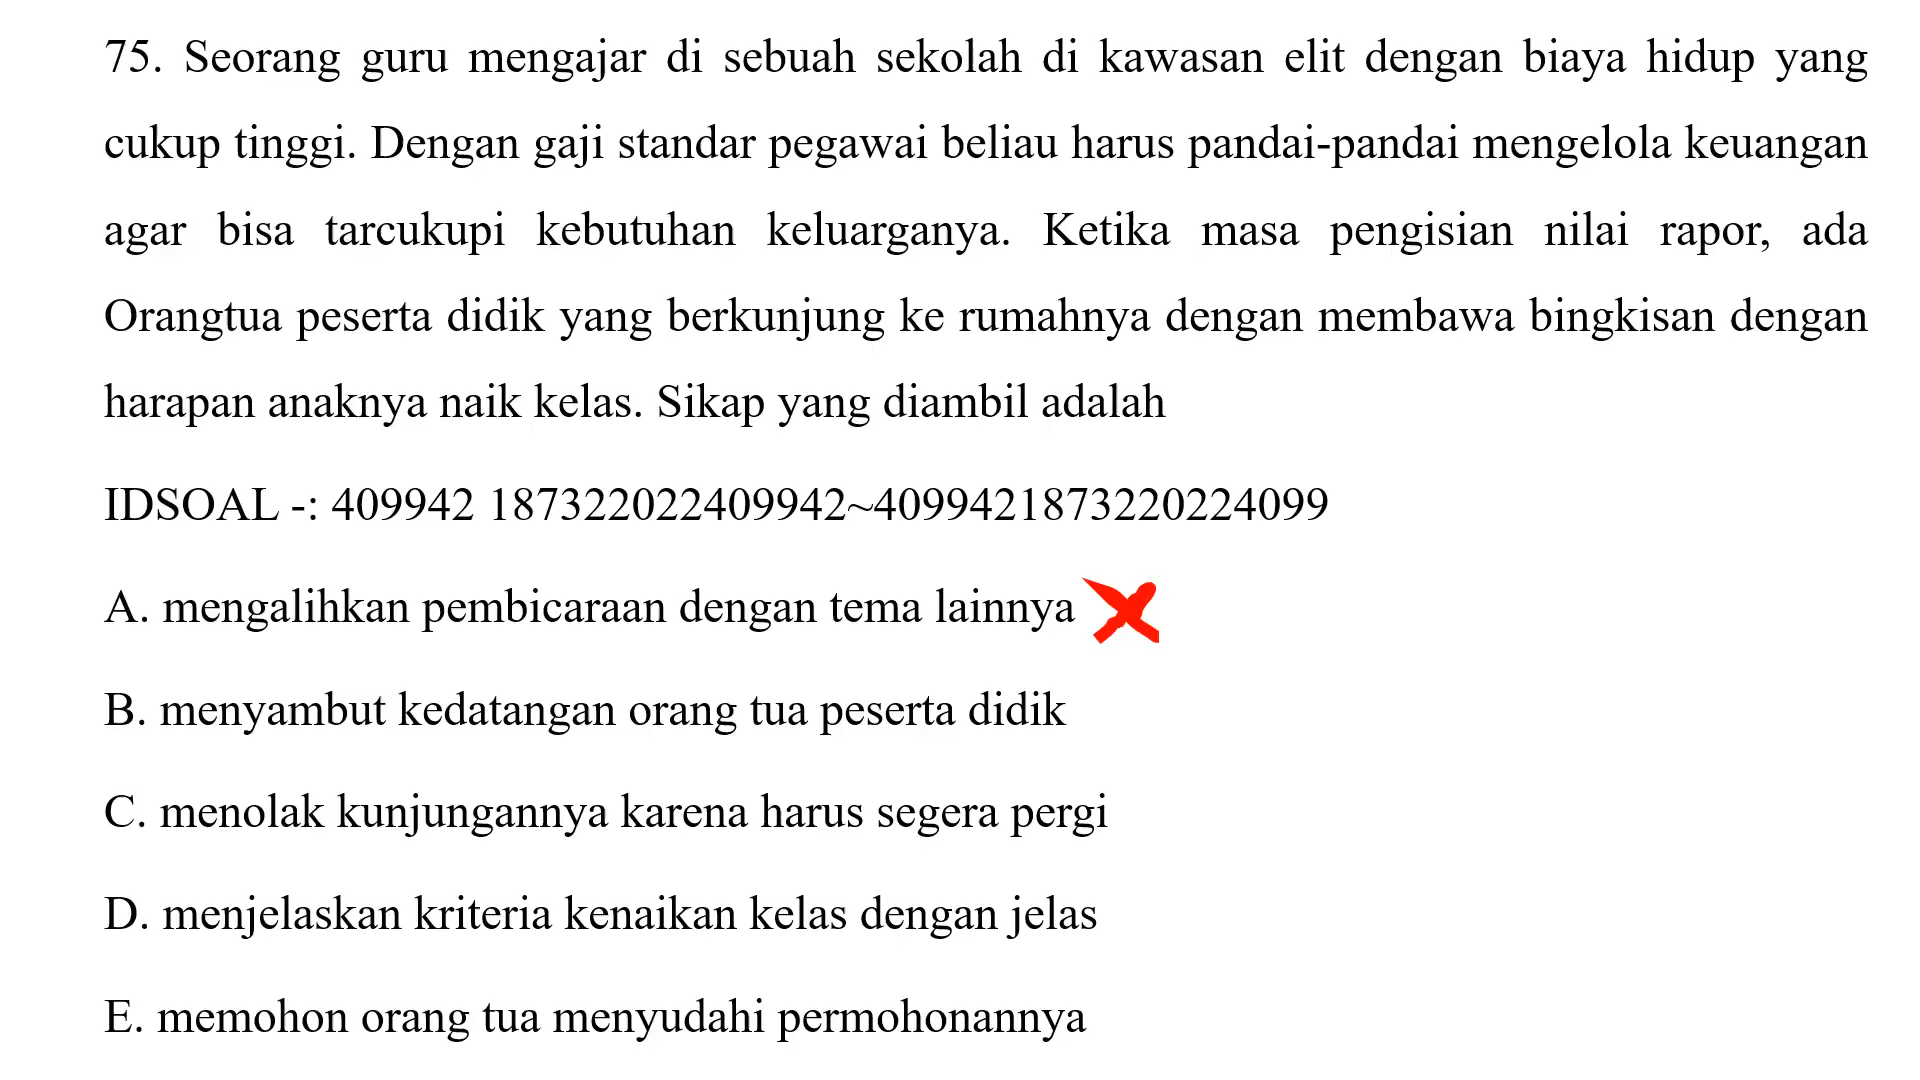 75. Seorang guru mengajar di sebuah sekolah di kawasan elit dengan biaya hidup yang
cukup tinggi. Dengan gaji standar pegawai beliau harus pandai-pandai mengelola keuangan
agar bisa tarcukupi kebutuhan keluarganya. Ketika masa pengisian nilai rapor, ada
Orangtua peserta didik yang berkunjung ke rumahnya dengan membawa bingkisan dengan
harapan anaknya naik kelas. Sikap yang diambil adalah
IDSOAL -: 409942 187322022409942~4099421873220224099
A. mengalihkan pembicaraan dengan tema lainnya
B. menyambut kedatangan orang tua peserta didik
C. menolak kunjungannya karena harus segera pergi
D. menjelaskan kriteria kenaikan kelas dengan jelas
E. memohon orang tua menyudahi permohonannya